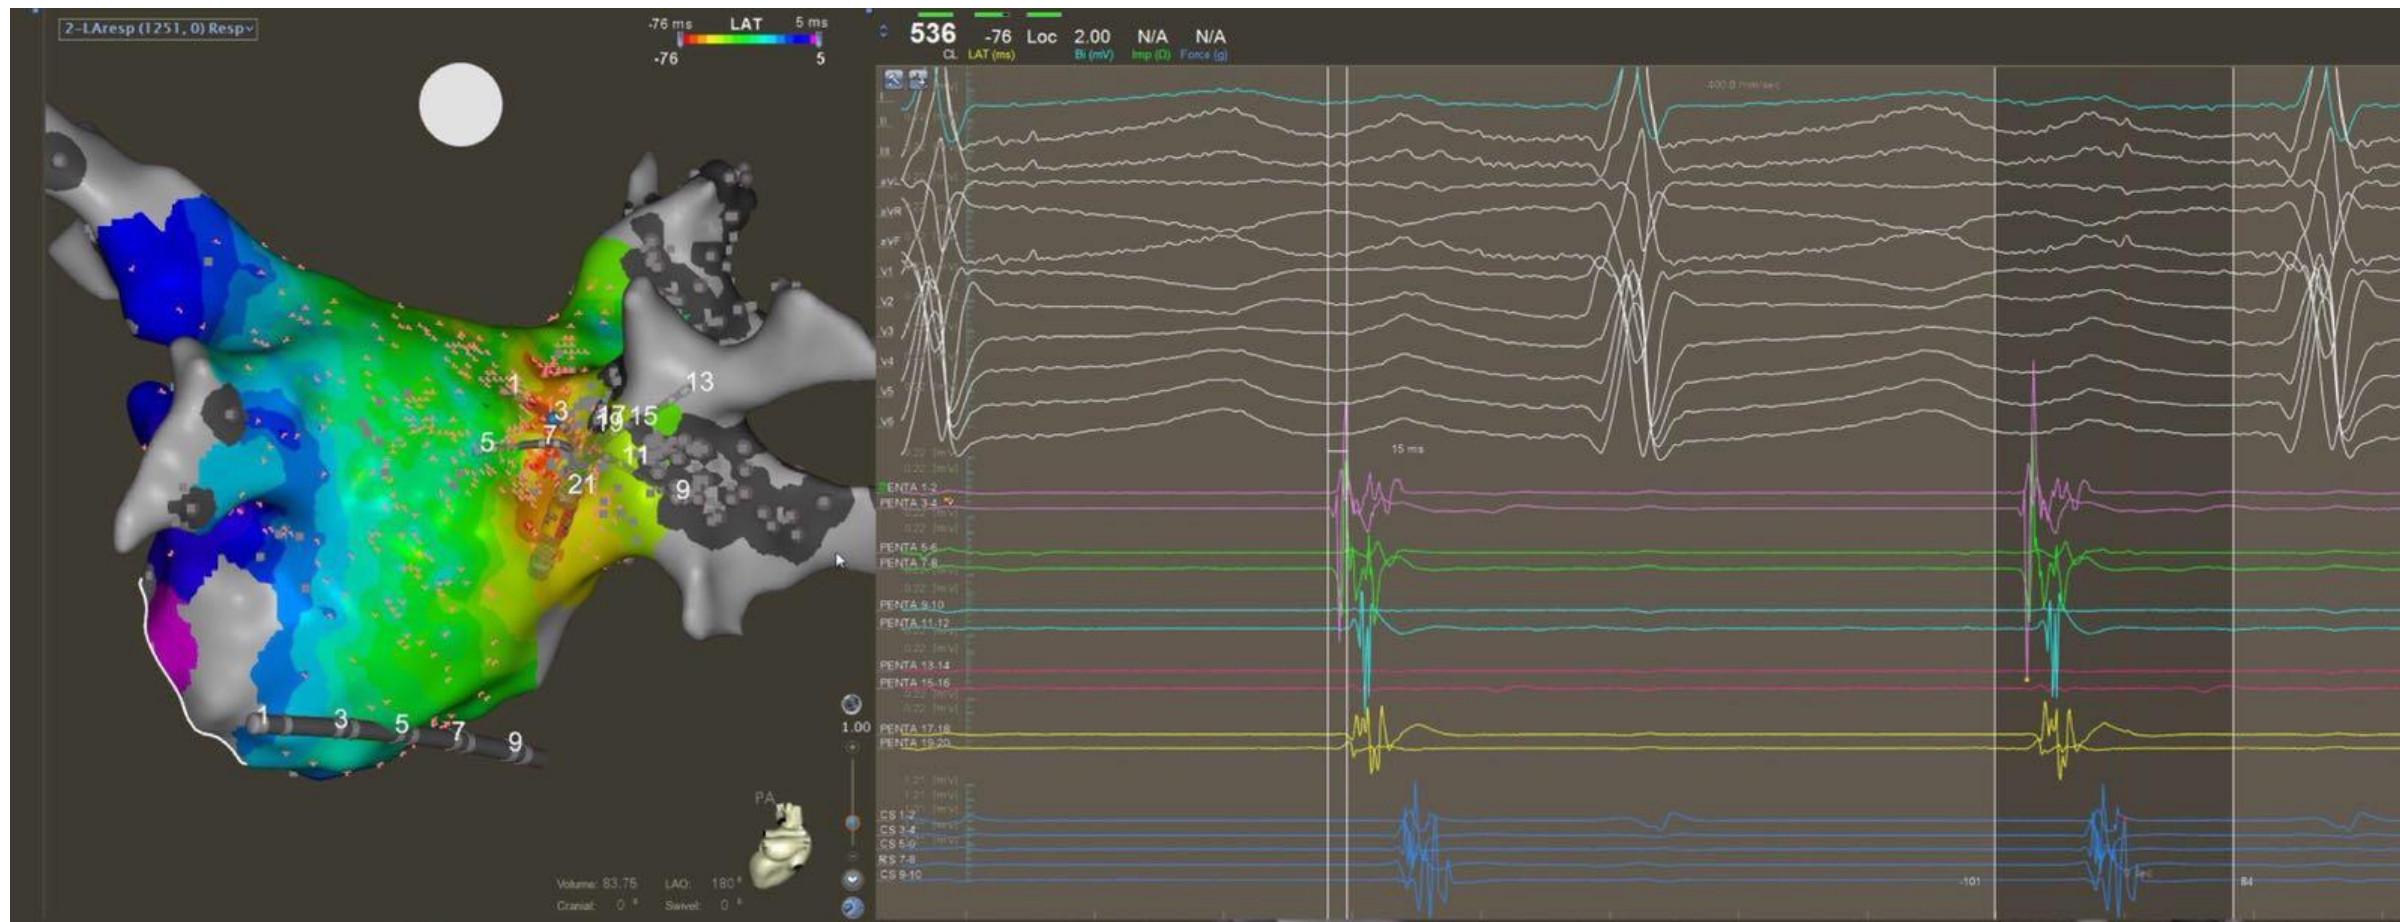 2-LAresp (1251, 0) Resp
-76 ms LAT 5 ms
-76 5
536 -76 Loc 2.00 N/A N/A
CL LAT (ms) Bi (mV) Imp (Ω) Force (g)
400.0 mm/sec
II
III
aVL
aVR
aVF
V1
V2
V3
V4
V5
V6
15 ms
PENTA 1-2
PENTA 3-4
PENTA 5-6
PENTA 7-8
PENTA 9-10
PENTA 11-12
PENTA 13-14
PENTA 15-16
PENTA 17-18
PENTA 19-20
CS 1-2
CS 3-4
CS 7-8
CS 9-10
-101 84
1 3 13
17 15
19
5 7 11
21 9
1 3 5 7 9
1.00
PA
Volume: 83.75 LAO: 180°
Cranial: 0° Swivel: 0°